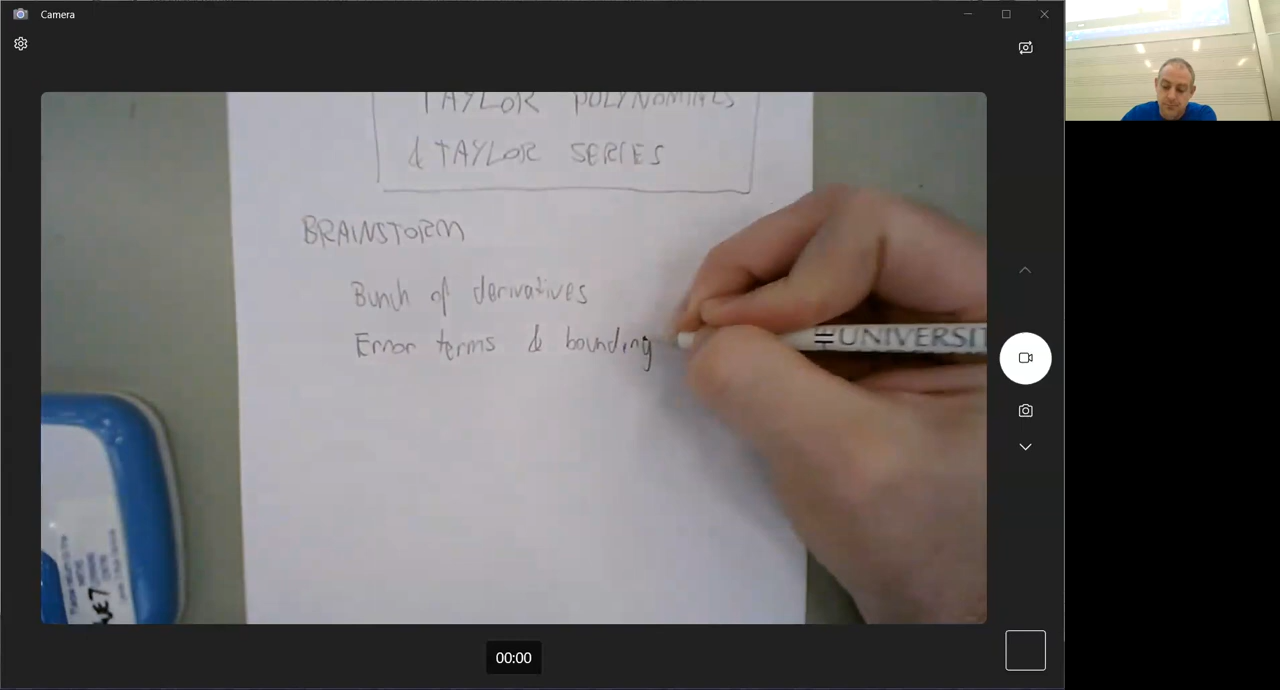 Camera
TAYLOR POLYNOMIALS
& TAYLOR SERIES
BRAINSTORM
Bunch of derivatives
Error terms & bounding
UNIVERSIT
00:00